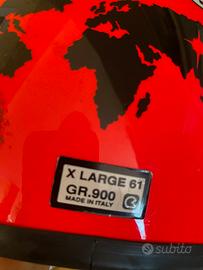 X LARGE 61
GR.900
MADE IN ITALY
subito